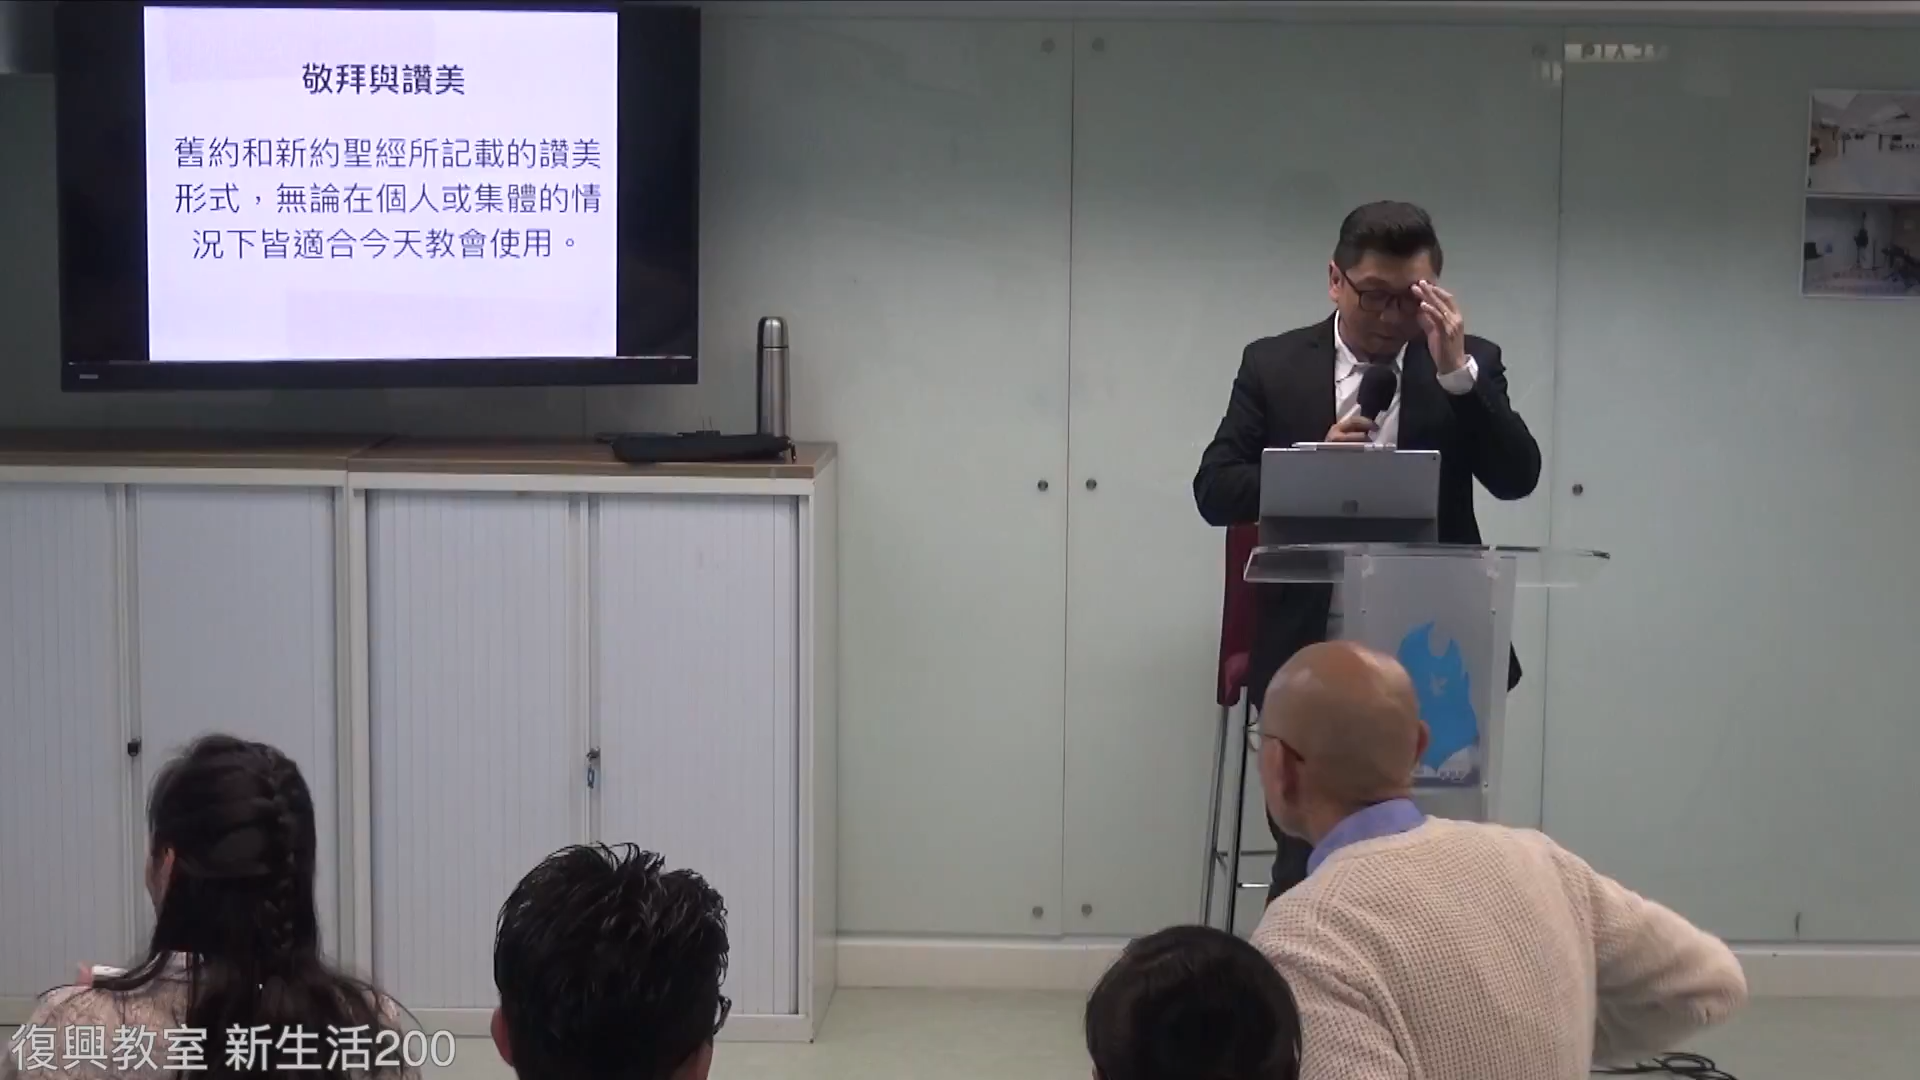 敬拜與讚美
舊約和新約聖經所記載的讚美
形式，無論在個人或集體的情
況下皆適合今天教會使用。
復興教室 新生活200